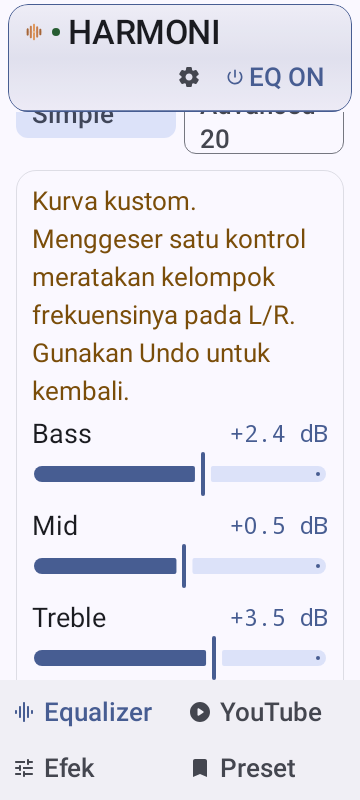 HARMONI
EQ ON
Simple
Advanced
20
Kurva kustom.
Menggeser satu kontrol
meratakan kelompok
frekuensinya pada L/R.
Gunakan Undo untuk
kembali.
Bass +2.4 dB
Mid +0.5 dB
Treble +3.5 dB
Equalizer YouTube
Efek Preset